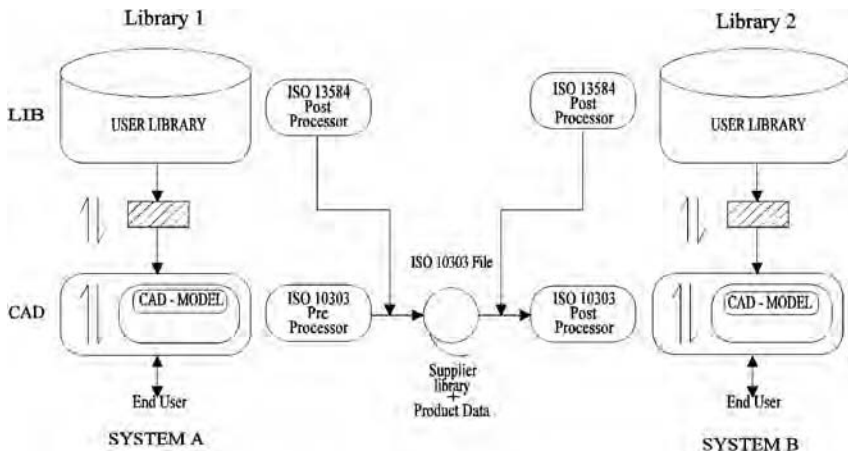 Library 1
Library 2
LIB
USER LIBRARY
ISO 13584
Post
Processor
ISO 13584
Post
Processor
USER LIBRARY
ISO 10303 File
CAD
CAD - MODEL
ISO 10303
Pre
Processor
ISO 10303
Post
Processor
CAD - MODEL
Supplier
library
+
Product Data
End User
End User
SYSTEM A
SYSTEM B